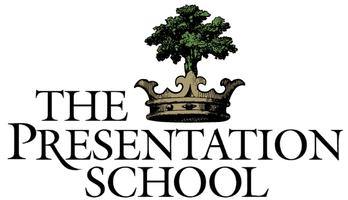 THE
PRESENTATION
SCHOOL